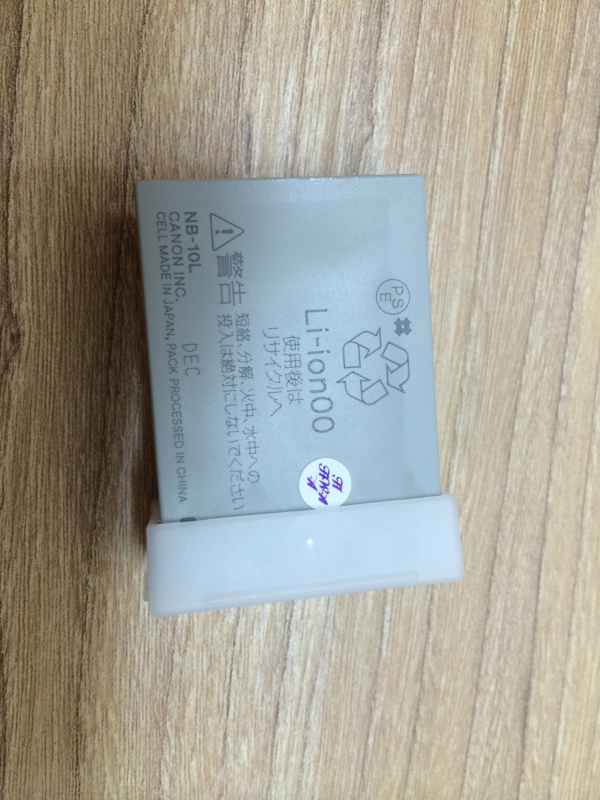 PSE
Li-ion00
使用後は
リサイクルへ
警告
短絡、分解、火中、水中への
投入は絶対にしないでください
NB-10L
CANON INC. DEC
CELL MADE IN JAPAN, PACK PROCESSED IN CHINA